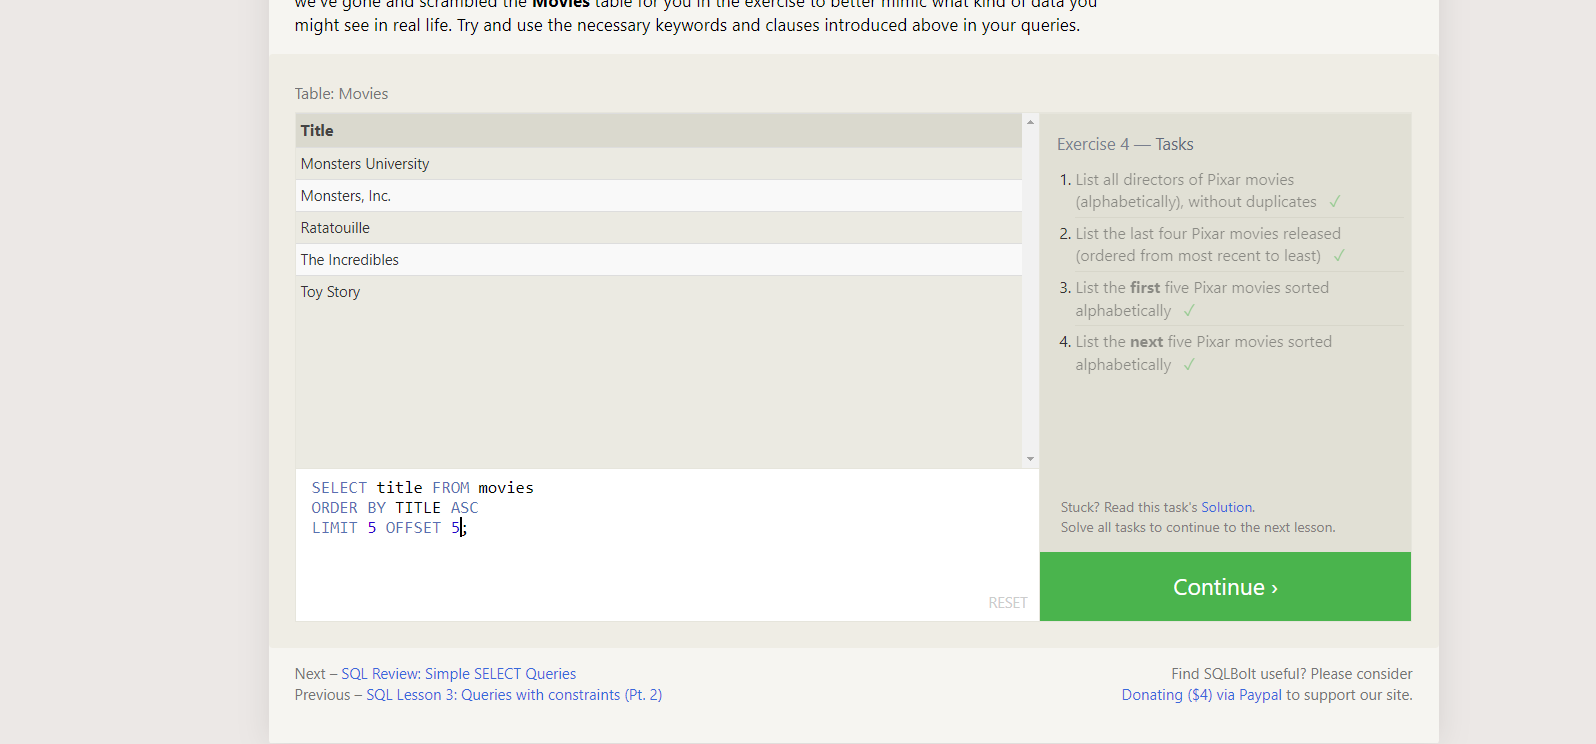 we've gone and scrambled the Movies table for you in the exercise to better mimic what kind of data you
might see in real life. Try and use the necessary keywords and clauses introduced above in your queries.
Table: Movies
Title
Monsters University
Monsters, Inc.
Ratatouille
The Incredibles
Toy Story
SELECT title FROM movies
ORDER BY TITLE ASC
LIMIT 5 OFFSET 5;
RESET
Exercise 4 — Tasks
1. List all directors of Pixar movies
(alphabetically), without duplicates ✓
2. List the last four Pixar movies released
(ordered from most recent to least) ✓
3. List the first five Pixar movies sorted
alphabetically ✓
4. List the next five Pixar movies sorted
alphabetically ✓
Stuck? Read this task's Solution.
Solve all tasks to continue to the next lesson.
Continue ›
Next – SQL Review: Simple SELECT Queries
Previous – SQL Lesson 3: Queries with constraints (Pt. 2)
Find SQLBolt useful? Please consider
Donating ($4) via Paypal to support our site.